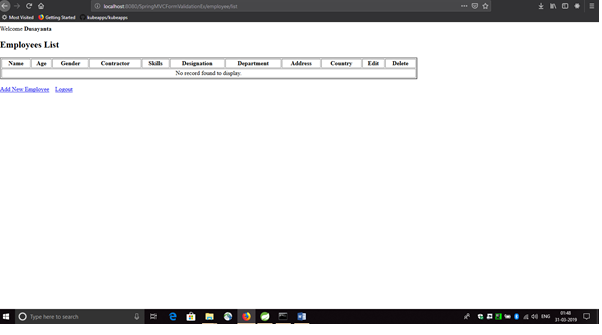 localhost:8080/SpringMVCFormValidationEx/employee/list
Most Visited Getting Started kubeapps/kubeapps
Welcome Dusayanta
Employees List
Name Age Gender Contractor Skills Designation Department Address Country Edit Delete
No record found to display.
Add New Employee Logout
Type here to search
ENG
01:48
31-03-2019